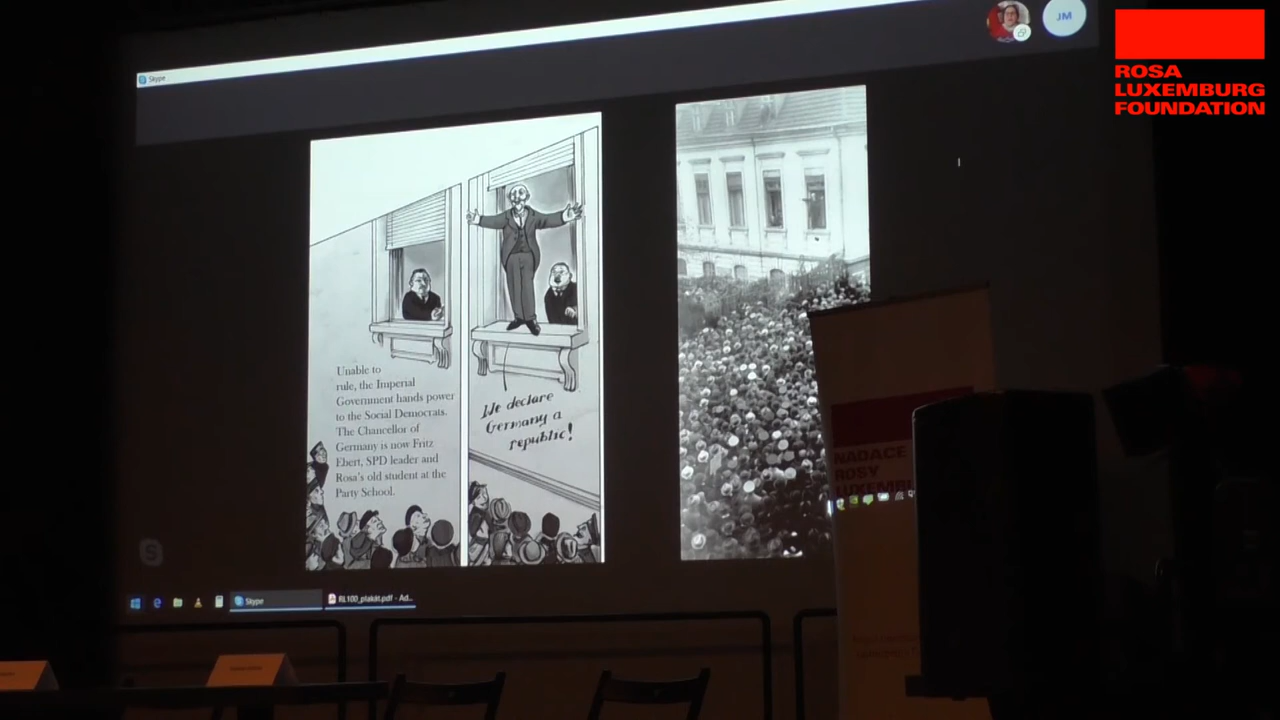 Skype
JM
ROSA
LUXEMBURG
FOUNDATION
Unable to
rule, the Imperial
Government hands power
to the Social Democrats.
The Chancellor of
Germany is now Fritz
Ebert, SPD leader and
Rosa's old student at the
Party School.
We declare
Germany a
republic!
NADACE
ROSY
LUXEMBURG
Skype
RL100_plakát.pdf - Ad...